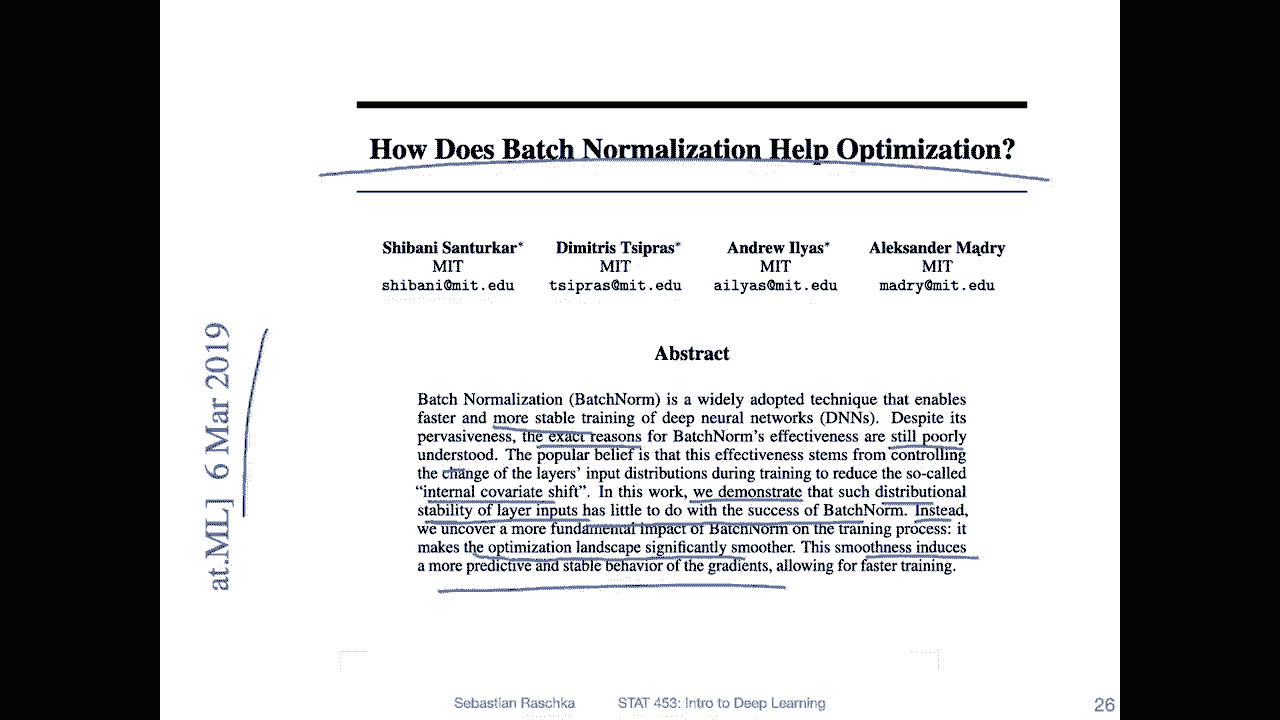 How Does Batch Normalization Help Optimization?
Shibani Santurkar* Dimitris Tsipras* Andrew Ilyas* Aleksander Mądry
MIT MIT MIT MIT
shibani@mit.edu tsipras@mit.edu ailyas@mit.edu madry@mit.edu
at.ML] 6 Mar 2019
Abstract
Batch Normalization (BatchNorm) is a widely adopted technique that enables
faster and more stable training of deep neural networks (DNNs). Despite its
pervasiveness, the exact reasons for BatchNorm's effectiveness are still poorly
understood. The popular belief is that this effectiveness stems from controlling
the change of the layers' input distributions during training to reduce the so-called
“internal covariate shift”. In this work, we demonstrate that such distributional
stability of layer inputs has little to do with the success of BatchNorm. Instead,
we uncover a more fundamental impact of BatchNorm on the training process: it
makes the optimization landscape significantly smoother. This smoothness induces
a more predictive and stable behavior of the gradients, allowing for faster training.
Sebastian Raschka STAT 453: Intro to Deep Learning 26